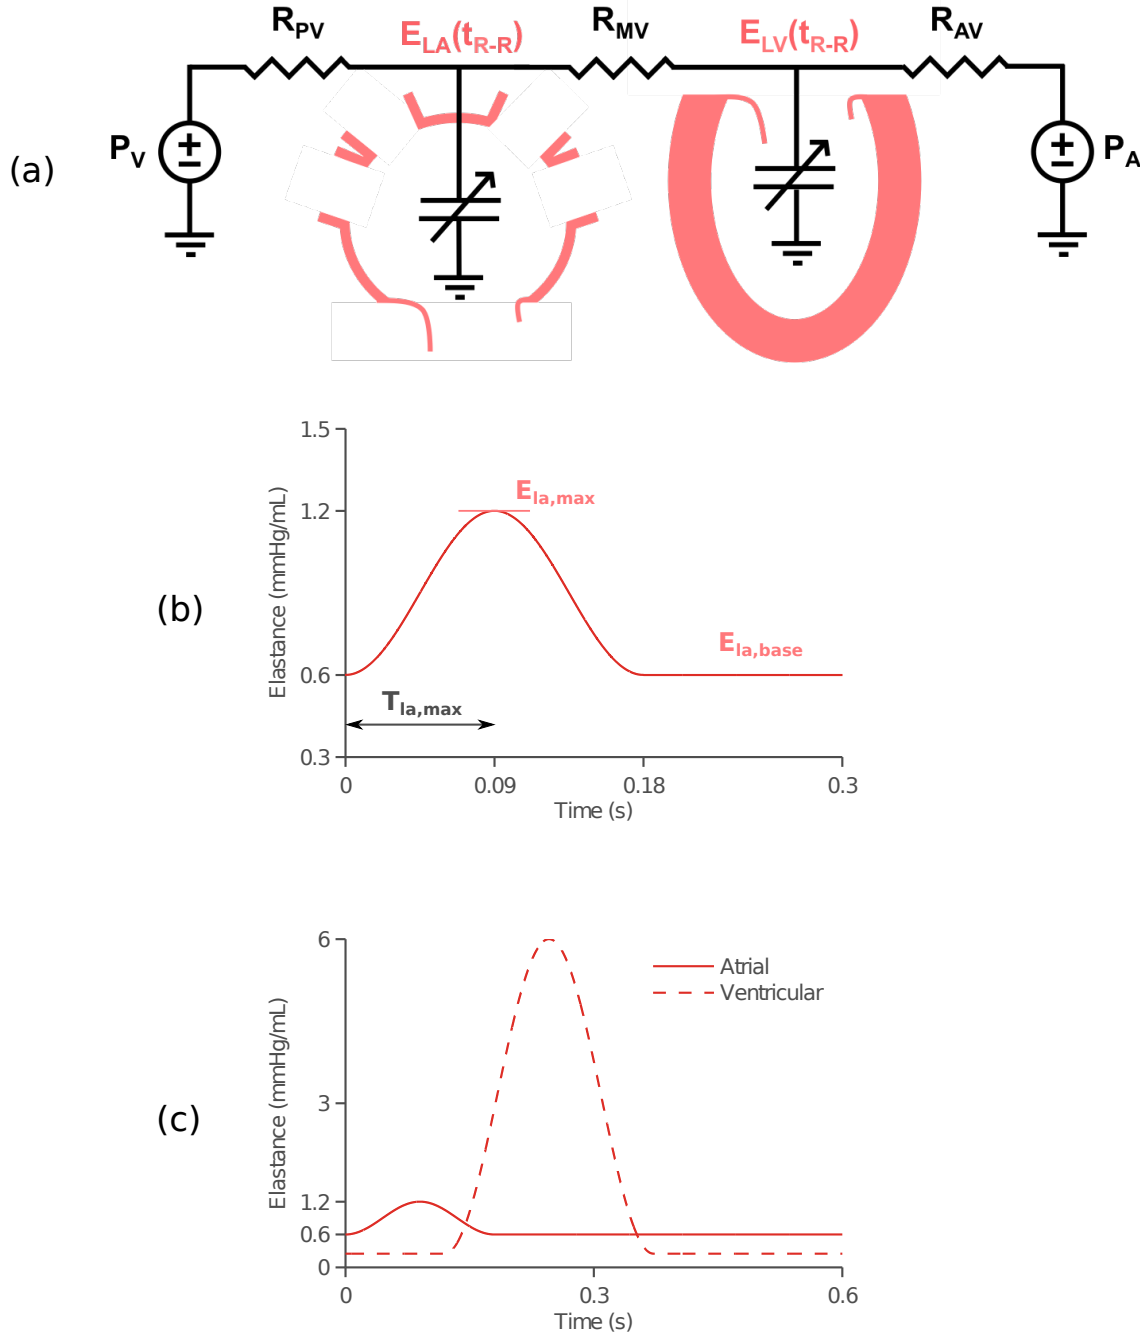 R_PV E_LA(t_R-R) R_MV E_LV(t_R-R) R_AV
(a) P_V + − + − P_A
(b)
Elastance (mmHg/mL)
1.5
1.2
0.6
0.3
E_la,max
E_la,base
T_la,max
0 0.09 0.18 0.3
Time (s)
(c)
Elastance (mmHg/mL)
6
3
1.2
0.6
0
Atrial
Ventricular
0 0.3 0.6
Time (s)